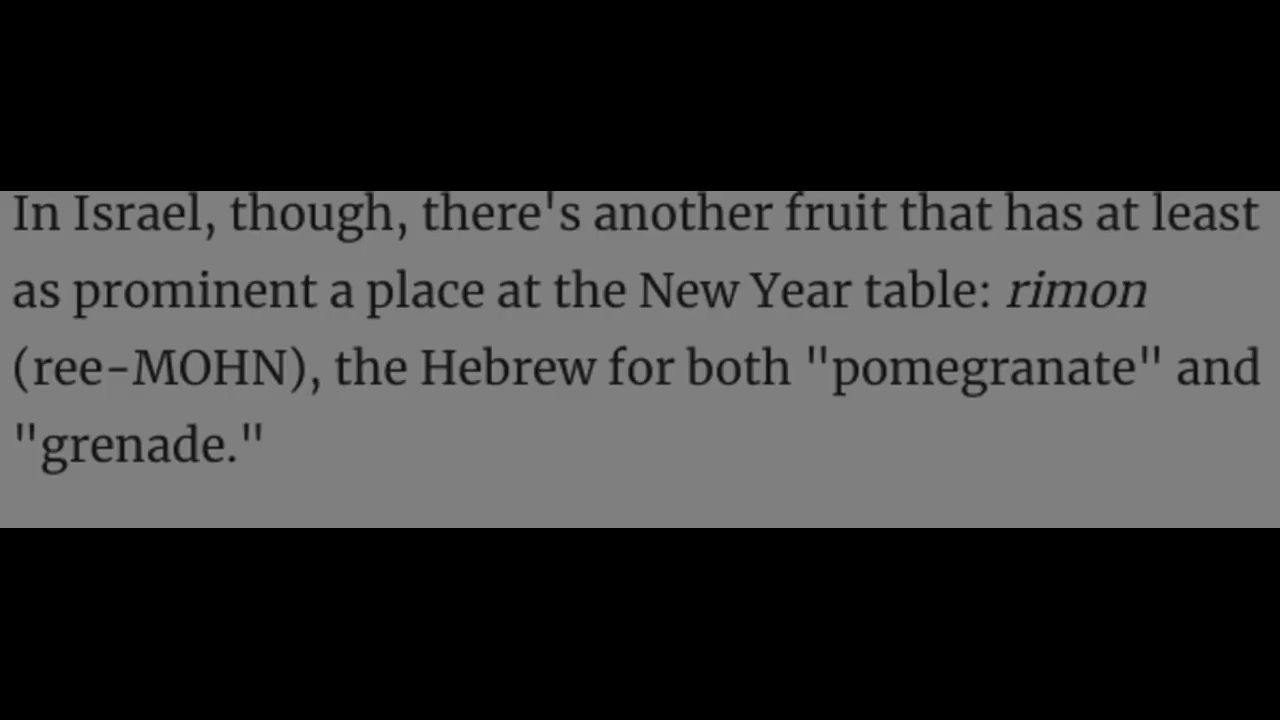 In Israel, though, there's another fruit that has at least
as prominent a place at the New Year table: rimon
(ree-MOHN), the Hebrew for both "pomegranate" and
"grenade."